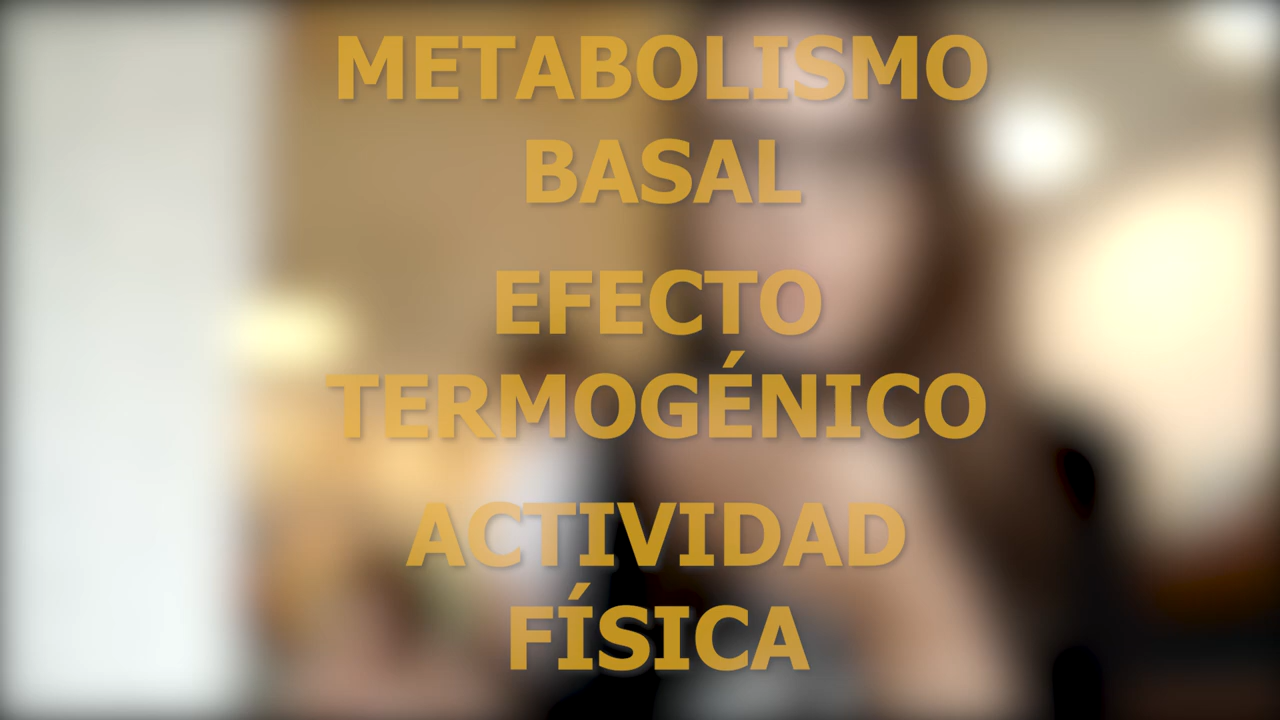 METABOLISMO
BASAL
EFECTO
TERMOGÉNICO
ACTIVIDAD
FÍSICA